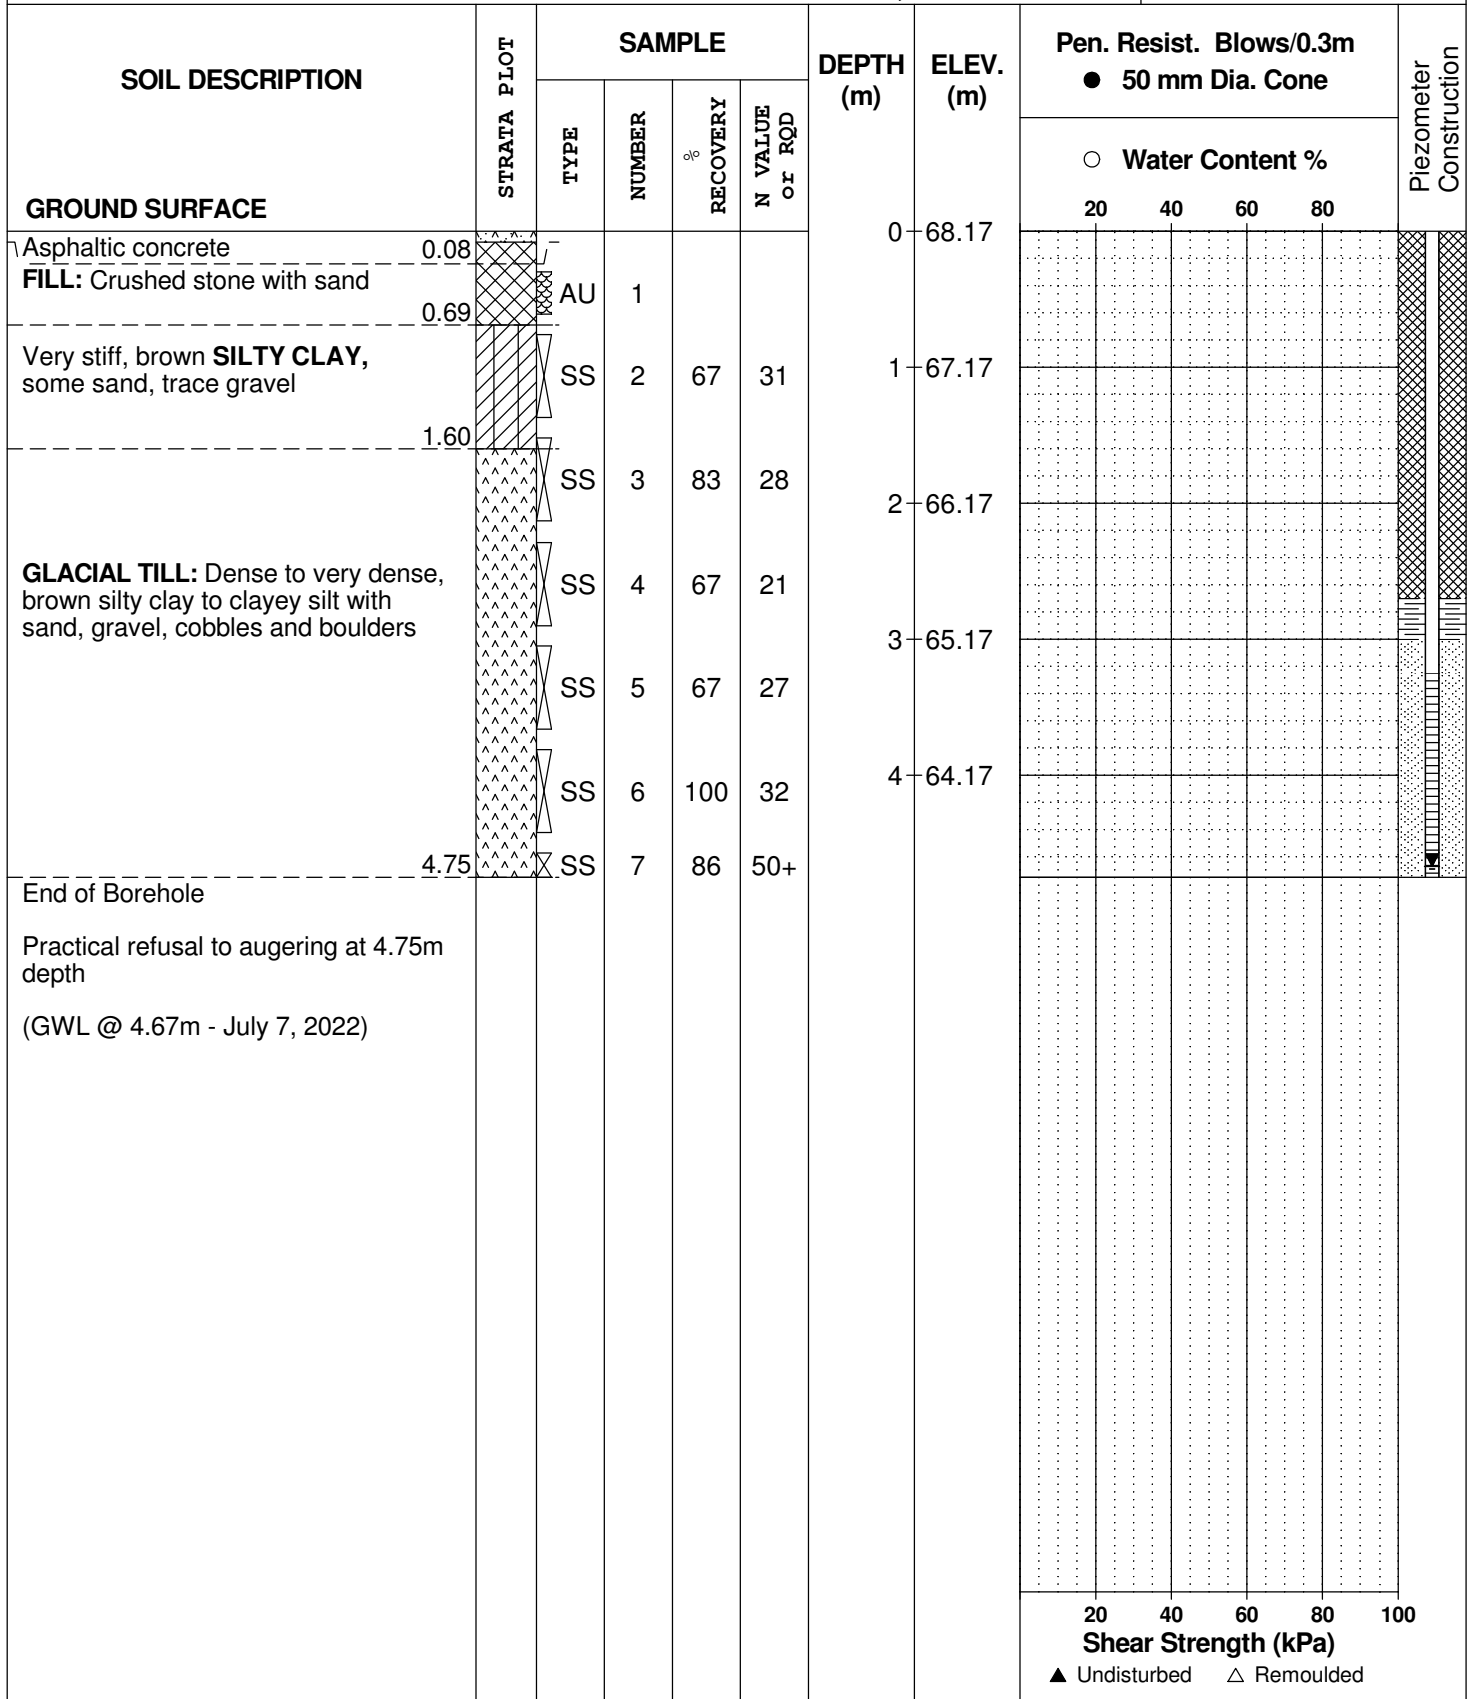 SOIL DESCRIPTION
GROUND SURFACE
STRATA PLOT
SAMPLE
TYPE
NUMBER
% RECOVERY
N VALUE
or RQD
DEPTH
(m)
ELEV.
(m)
Pen. Resist. Blows/0.3m
● 50 mm Dia. Cone
○ Water Content %
20 40 60 80
Piezometer
Construction
0 68.17
Asphaltic concrete 0.08
FILL: Crushed stone with sand
0.69
AU 1
Very stiff, brown SILTY CLAY,
some sand, trace gravel
1.60
SS 2 67 31
1 67.17
SS 3 83 28
2 66.17
GLACIAL TILL: Dense to very dense,
brown silty clay to clayey silt with
sand, gravel, cobbles and boulders
SS 4 67 21
3 65.17
SS 5 67 27
4 64.17
SS 6 100 32
4.75
SS 7 86 50+
End of Borehole
Practical refusal to augering at 4.75m
depth
(GWL @ 4.67m - July 7, 2022)
20 40 60 80 100
Shear Strength (kPa)
▲ Undisturbed △ Remoulded